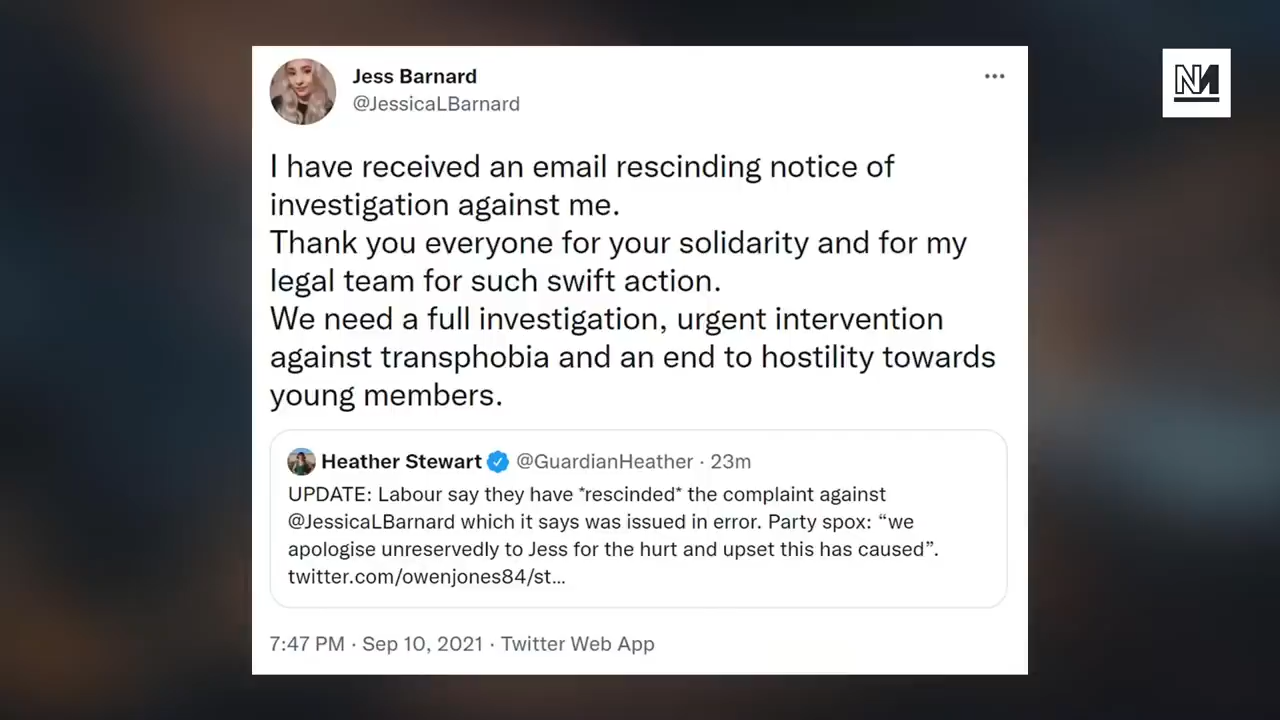 Jess Barnard
@JessicaLBarnard
NM
I have received an email rescinding notice of
investigation against me.
Thank you everyone for your solidarity and for my
legal team for such swift action.
We need a full investigation, urgent intervention
against transphobia and an end to hostility towards
young members.
Heather Stewart @GuardianHeather · 23m
UPDATE: Labour say they have *rescinded* the complaint against
@JessicaLBarnard which it says was issued in error. Party spox: “we
apologise unreservedly to Jess for the hurt and upset this has caused”.
twitter.com/owenjones84/st...
7:47 PM · Sep 10, 2021 · Twitter Web App